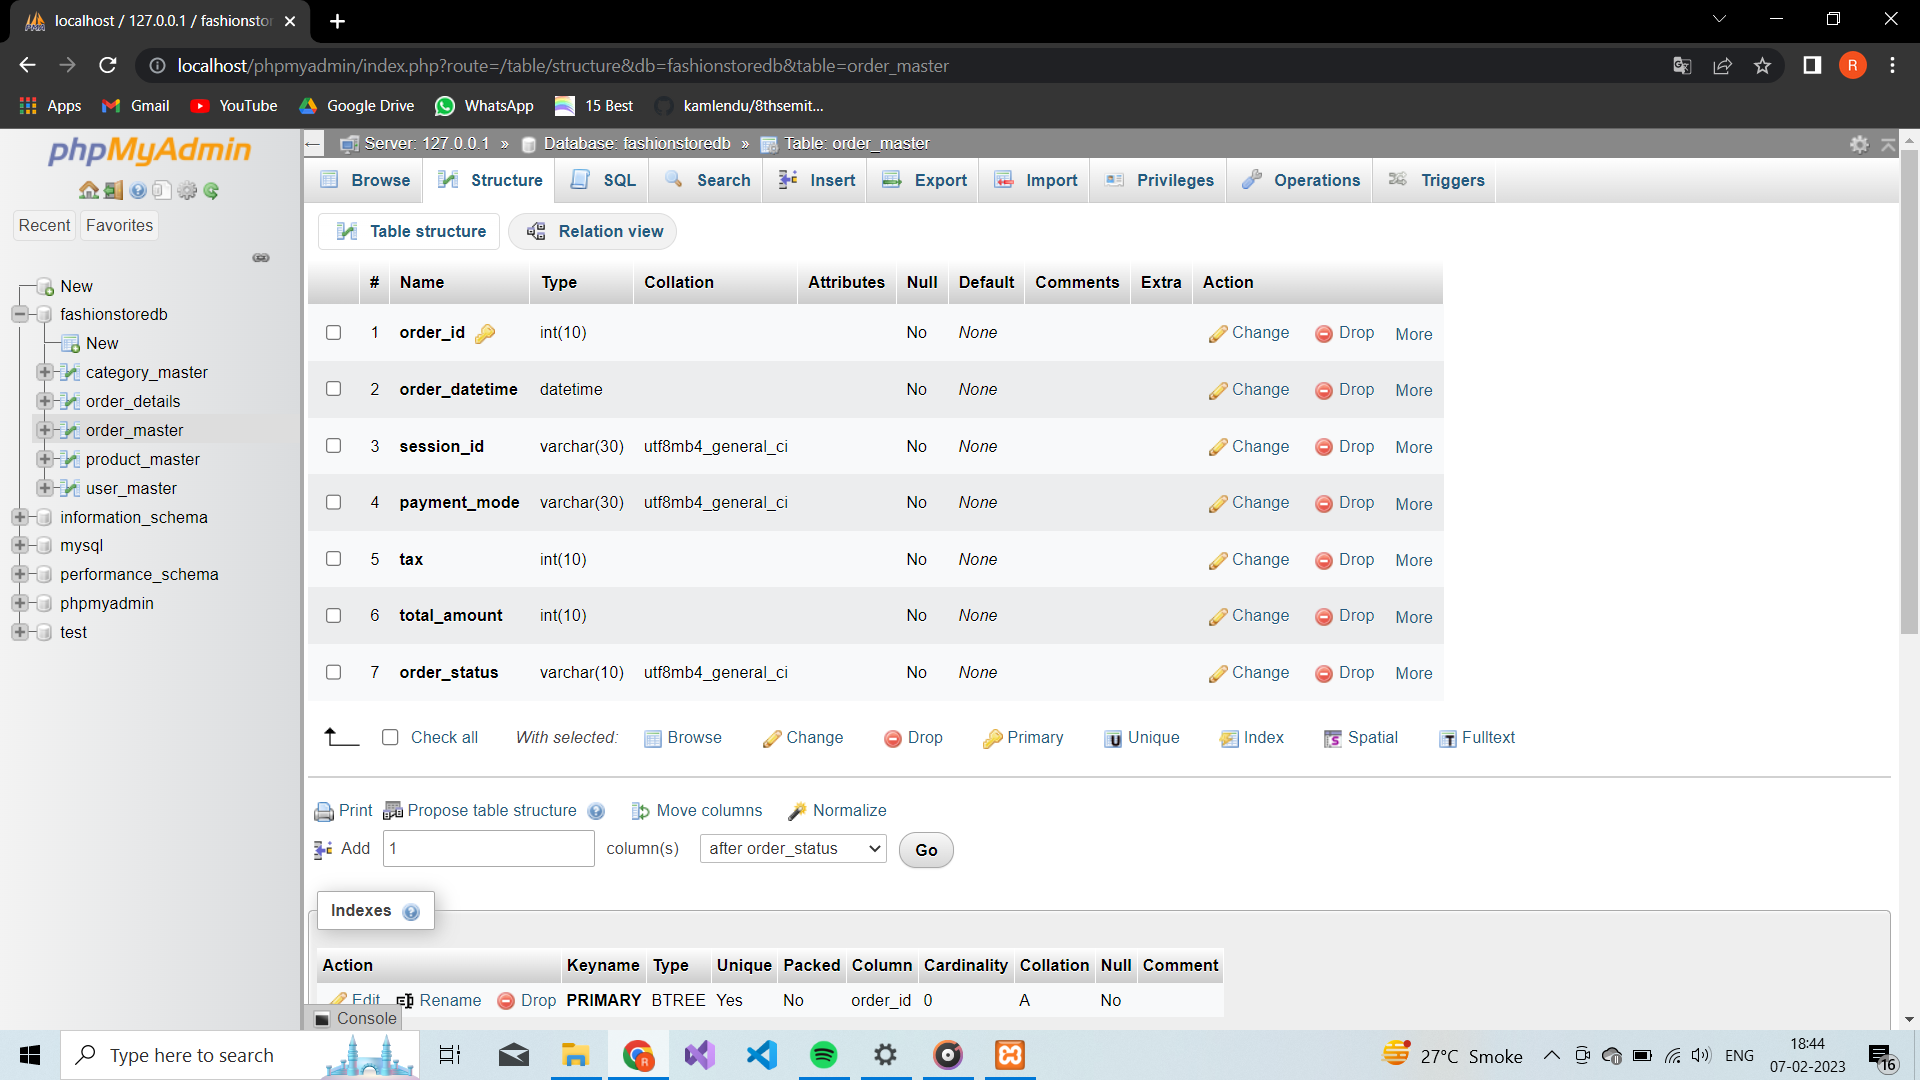 localhost / 127.0.0.1 / fashionstor
localhost/phpmyadmin/index.php?route=/table/structure&db=fashionstoredb&table=order_master
R
Apps Gmail YouTube Google Drive WhatsApp 15 Best kamlendu/8thsemit...
phpMyAdmin
Recent Favorites
New
fashionstoredb
New
category_master
order_details
order_master
product_master
user_master
information_schema
mysql
performance_schema
phpmyadmin
test
Server: 127.0.0.1 » Database: fashionstoredb » Table: order_master
Browse Structure SQL Search Insert Export Import Privileges Operations Triggers
Table structure Relation view
# Name Type Collation Attributes Null Default Comments Extra Action
1 order_id int(10) No None Change Drop More
2 order_datetime datetime No None Change Drop More
3 session_id varchar(30) utf8mb4_general_ci No None Change Drop More
4 payment_mode varchar(30) utf8mb4_general_ci No None Change Drop More
5 tax int(10) No None Change Drop More
6 total_amount int(10) No None Change Drop More
7 order_status varchar(10) utf8mb4_general_ci No None Change Drop More
Check all With selected: Browse Change Drop Primary Unique Index Spatial Fulltext
Print Propose table structure Move columns Normalize
Add 1 column(s) after order_status Go
Indexes
Action Keyname Type Unique Packed Column Cardinality Collation Null Comment
Edit Rename Drop PRIMARY BTREE Yes No order_id 0 A No
Console
Type here to search
27°C Smoke
ENG
18:44
07-02-2023
16